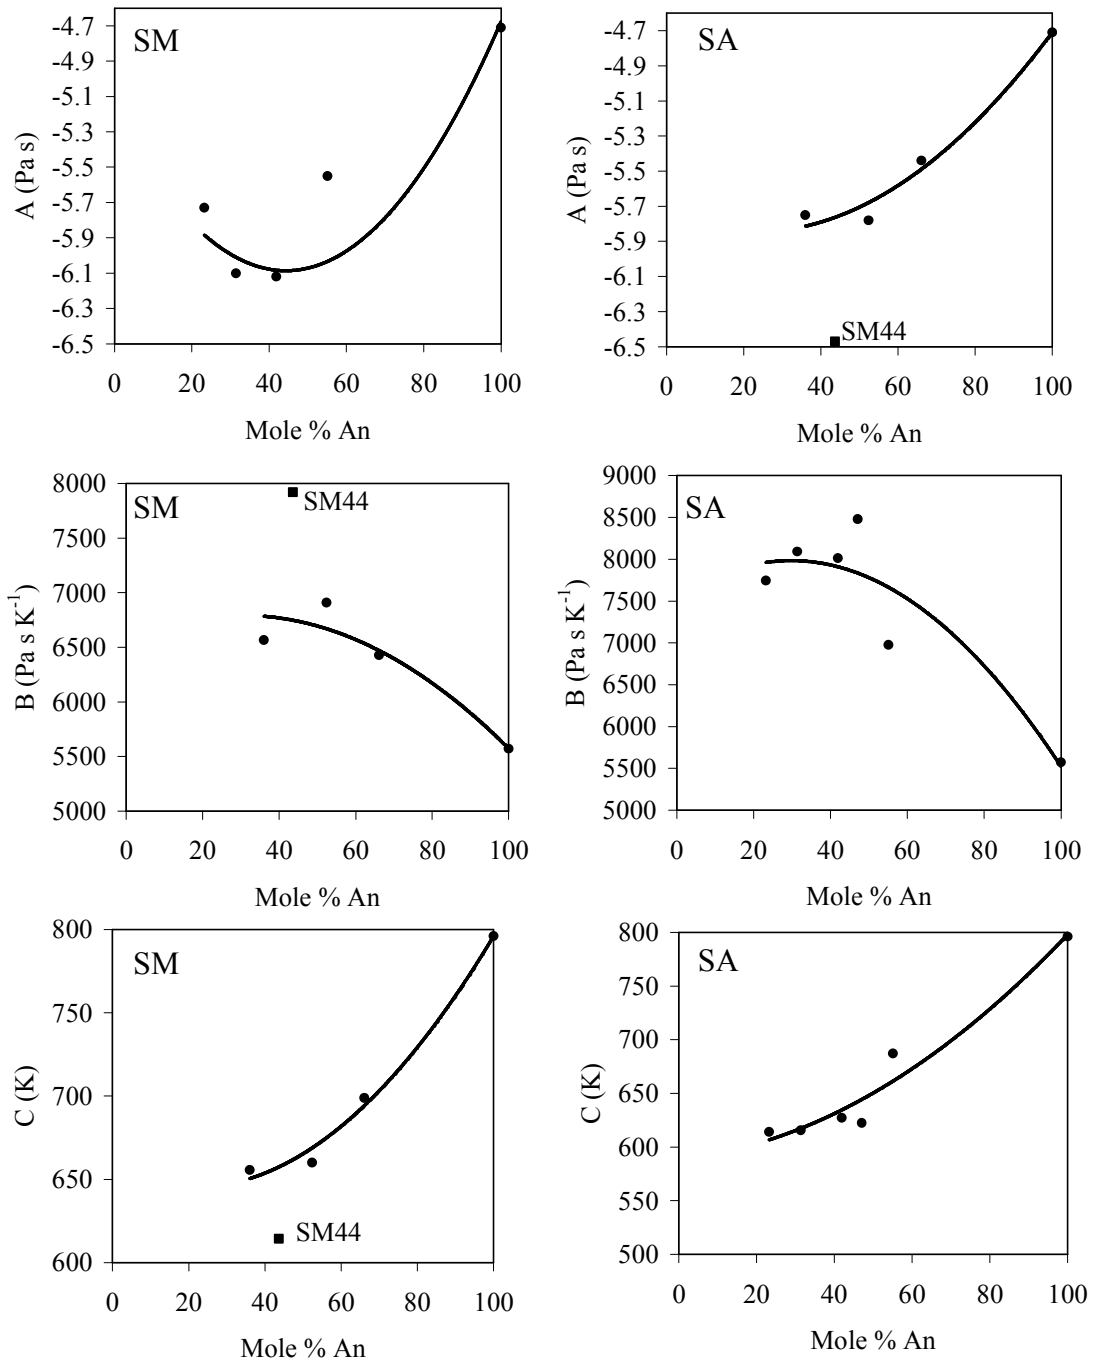 SM
A (Pa s)
-4.7
-4.9
-5.1
-5.3
-5.5
-5.7
-5.9
-6.1
-6.3
-6.5
0 20 40 60 80 100
Mole % An
SA
A (Pa s)
-4.7
-4.9
-5.1
-5.3
-5.5
-5.7
-5.9
-6.1
-6.3
-6.5
SM44
0 20 40 60 80 100
Mole % An
SM
B (Pa s K-1)
8000
7500
7000
6500
6000
5500
5000
SM44
0 20 40 60 80 100
Mole % An
SA
B (Pa s K-1)
9000
8500
8000
7500
7000
6500
6000
5500
5000
0 20 40 60 80 100
Mole % An
SM
C (K)
800
750
700
650
600
SM44
0 20 40 60 80 100
Mole % An
SA
C (K)
800
750
700
650
600
550
500
0 20 40 60 80 100
Mole % An